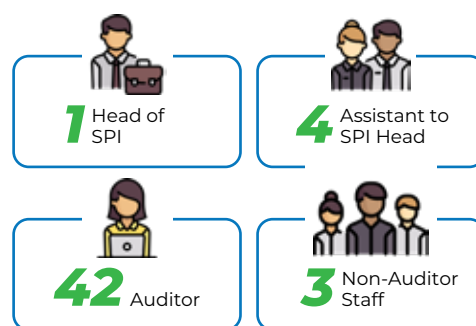 1 Head of
SPI
4 Assistant to
SPI Head
42 Auditor
3 Non-Auditor
Staff